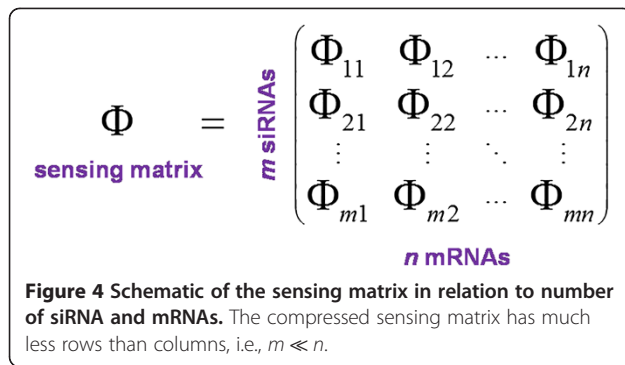 Φ11 Φ12 ... Φ1n
Φ = m siRNAs Φ21 Φ22 ... Φ2n
sensing matrix ⋮ ⋮ ⋱ ⋮
Φm1 Φm2 ... Φmn
n mRNAs
Figure 4 Schematic of the sensing matrix in relation to number
of siRNA and mRNAs. The compressed sensing matrix has much
less rows than columns, i.e., m ≪ n.